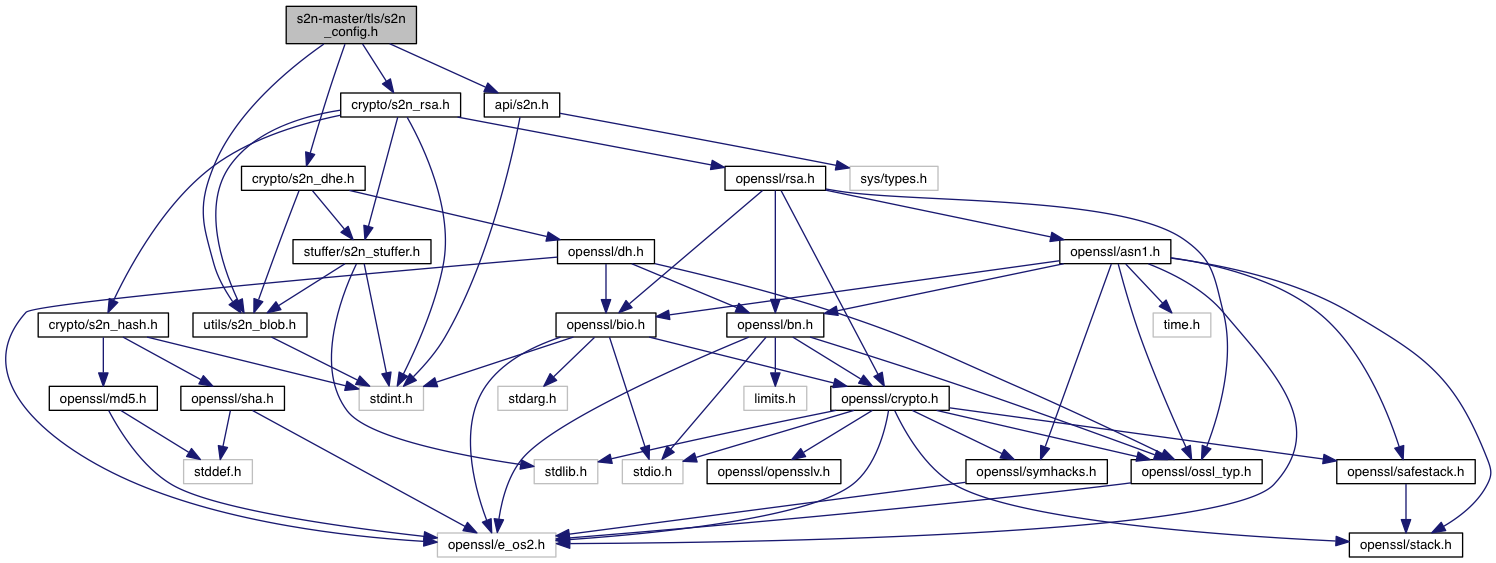 s2n-master/tls/s2n
_config.h
crypto/s2n_rsa.h
api/s2n.h
crypto/s2n_dhe.h
openssl/rsa.h
sys/types.h
stuffer/s2n_stuffer.h
openssl/dh.h
openssl/asn1.h
crypto/s2n_hash.h
utils/s2n_blob.h
openssl/bio.h
openssl/bn.h
time.h
openssl/md5.h
openssl/sha.h
stdint.h
stdarg.h
limits.h
openssl/crypto.h
stddef.h
stdlib.h
stdio.h
openssl/opensslv.h
openssl/symhacks.h
openssl/ossl_typ.h
openssl/safestack.h
openssl/e_os2.h
openssl/stack.h